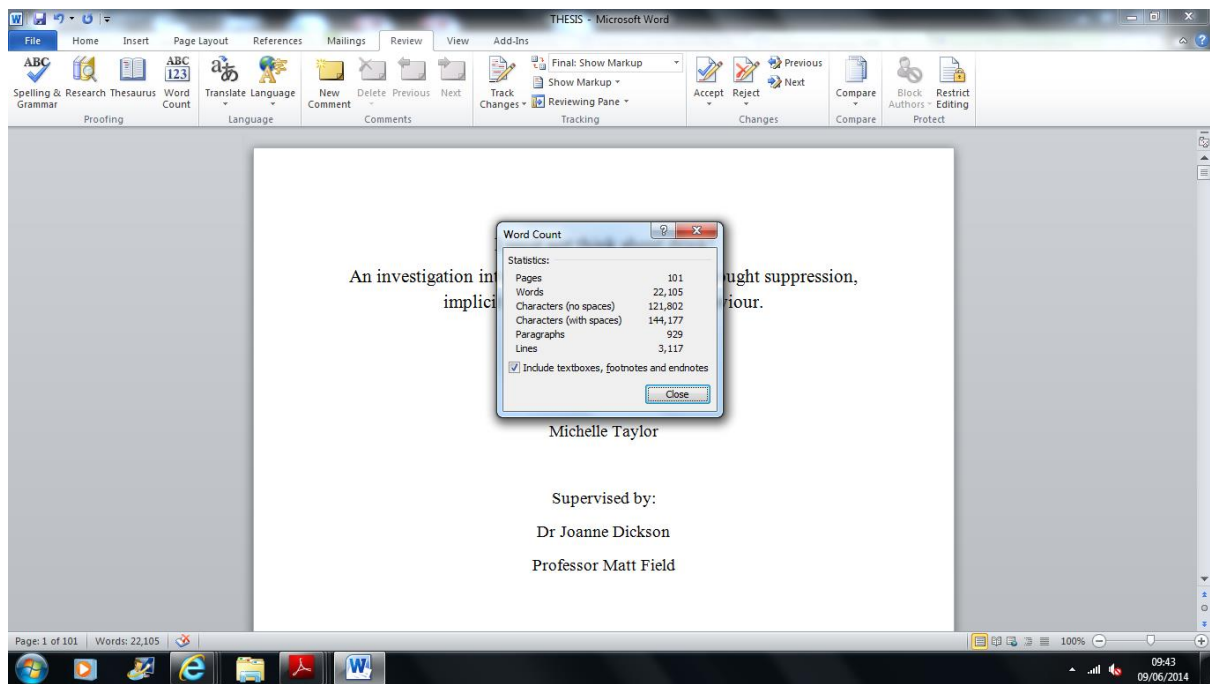 THESIS - Microsoft Word
File Home Insert Page Layout References Mailings Review View Add-Ins
ABC ABC 123
Spelling & Grammar Research Thesaurus Word Count Translate Language New Comment Delete Previous Next Track Changes Final: Show Markup Show Markup Reviewing Pane Accept Reject Previous Next Compare Block Authors Restrict Editing
Proofing Language Comments Tracking Changes Compare Protect
An investigation int
ught suppression,
implici
iour.
Word Count
Statistics:
Pages 101
Words 22,105
Characters (no spaces) 121,802
Characters (with spaces) 144,177
Paragraphs 929
Lines 3,117
Include textboxes, footnotes and endnotes
Close
Michelle Taylor
Supervised by:
Dr Joanne Dickson
Professor Matt Field
Page: 1 of 101 Words: 22,105 100%
09:43
09/06/2014